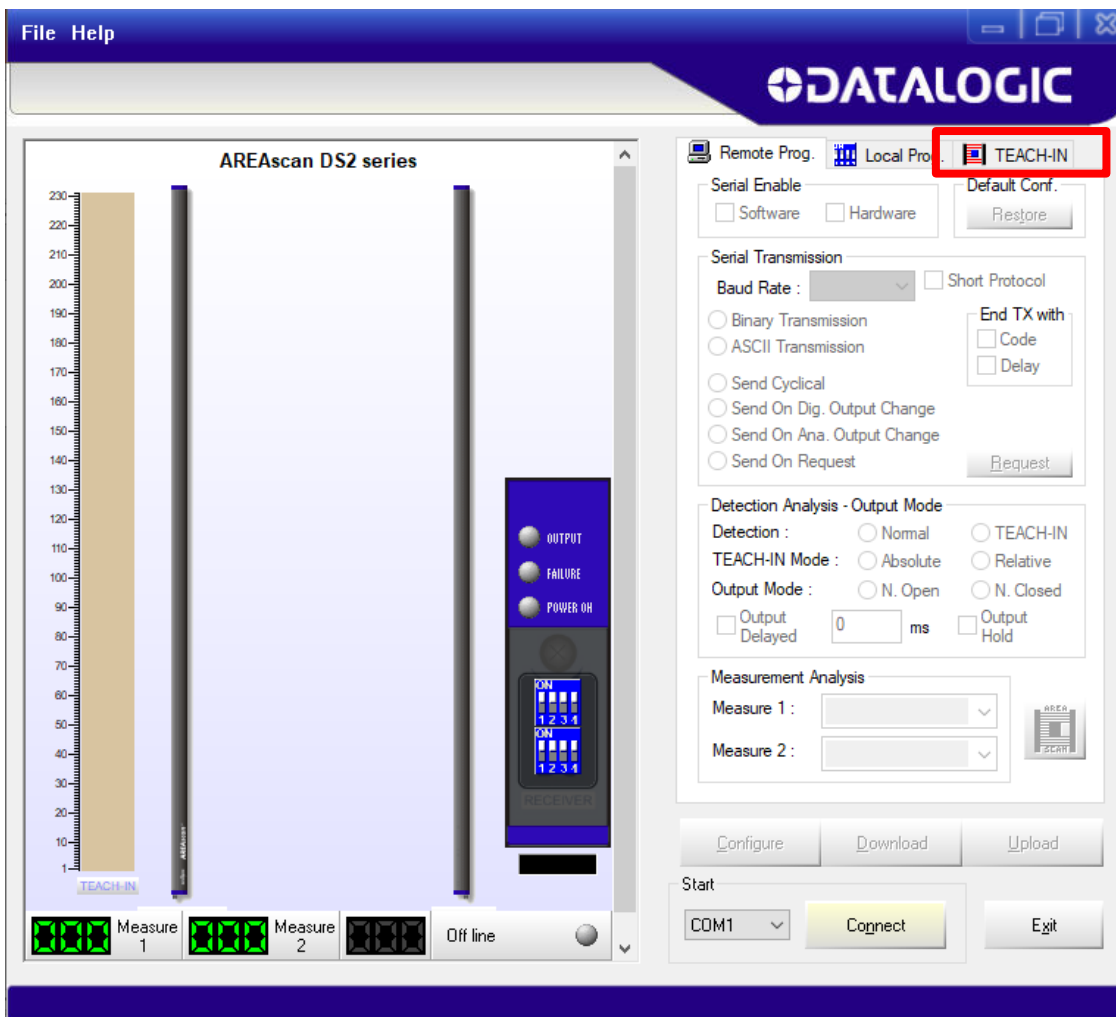 File Help
DATALOGIC
AREAscan DS2 series
230
220
210
200
190
180
170
160
150
140
130
120
110
100
90
80
70
60
50
40
30
20
10
1
TEACH-IN
AREAscan
OUTPUT
FAILURE
POWER ON
ON
1 2 3 4
ON
1 2 3 4
RECEIVER
Measure 1
Measure 2
Off line
Remote Prog.
Local Prog.
TEACH-IN
Serial Enable
Software
Hardware
Default Conf.
Restore
Serial Transmission
Baud Rate :
Short Protocol
Binary Transmission
ASCII Transmission
End TX with
Code
Delay
Send Cyclical
Send On Dig. Output Change
Send On Ana. Output Change
Send On Request
Request
Detection Analysis - Output Mode
Detection :
Normal
TEACH-IN
TEACH-IN Mode :
Absolute
Relative
Output Mode :
N. Open
N. Closed
Output Delayed
0
ms
Output Hold
Measurement Analysis
Measure 1 :
Measure 2 :
AREA
SCAN
Configure
Download
Upload
Start
COM1
Connect
Exit